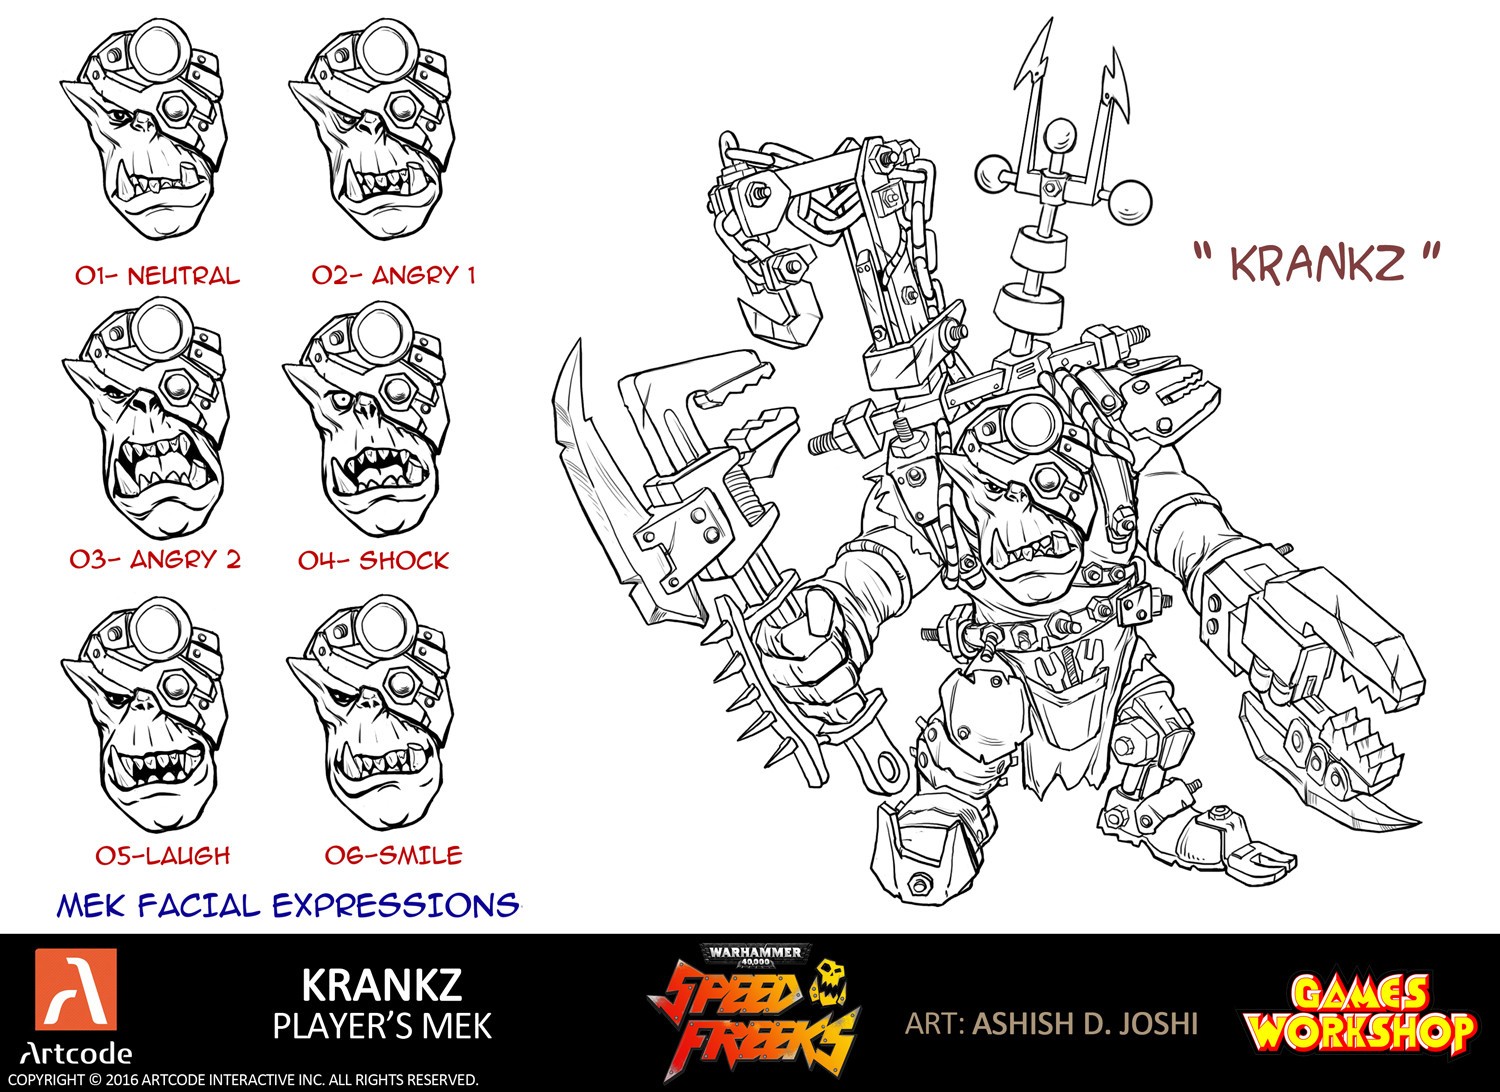 01- NEUTRAL
02- ANGRY 1
03- ANGRY 2
04- SHOCK
05-LAUGH
06-SMILE
MEK FACIAL EXPRESSIONS
" KRANKZ "
Artcode
COPYRIGHT © 2016 ARTCODE INTERACTIVE INC. ALL RIGHTS RESERVED.
KRANKZ
PLAYER'S MEK
WARHAMMER
40,000
SPEED
FREEKS
ART: ASHISH D. JOSHI
GAMES
WORKSHOP